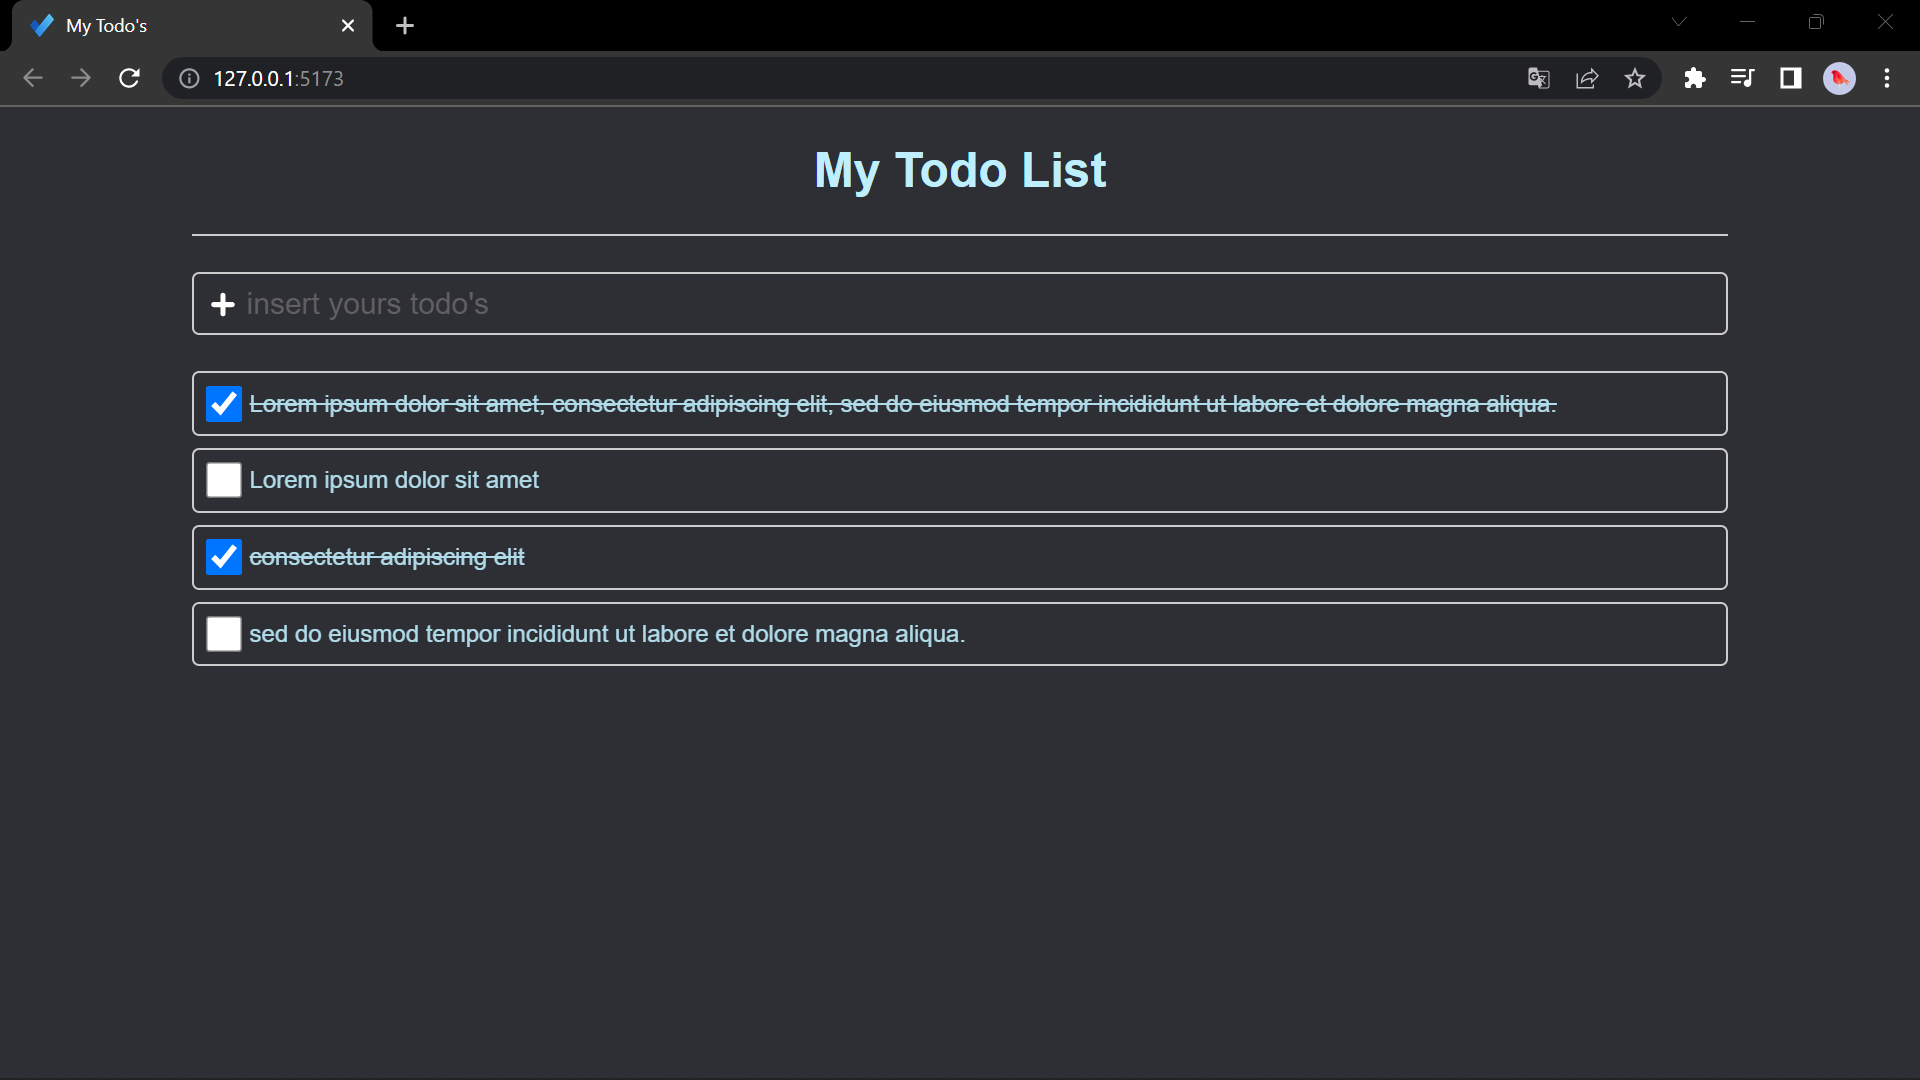 My Todo's
127.0.0.1:5173
My Todo List
insert yours todo's
Lorem ipsum dolor sit amet, consectetur adipiscing elit, sed do eiusmod tempor incididunt ut labore et dolore magna aliqua.
Lorem ipsum dolor sit amet
consectetur adipiscing elit
sed do eiusmod tempor incididunt ut labore et dolore magna aliqua.